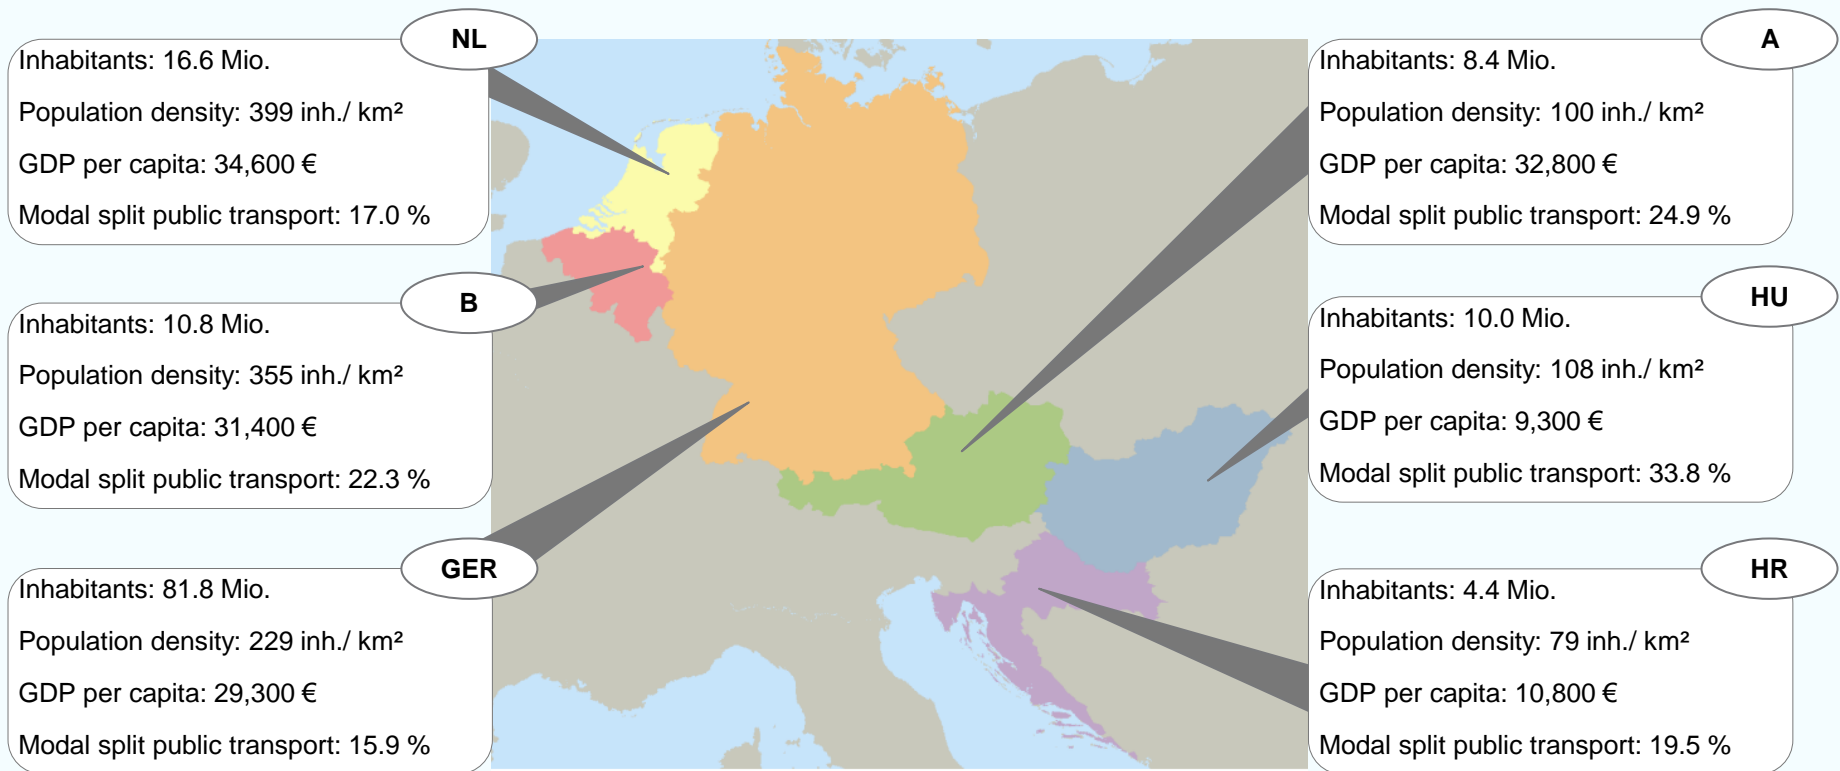 NL
Inhabitants: 16.6 Mio.
Population density: 399 inh./ km²
GDP per capita: 34,600 €
Modal split public transport: 17.0 %
B
Inhabitants: 10.8 Mio.
Population density: 355 inh./ km²
GDP per capita: 31,400 €
Modal split public transport: 22.3 %
GER
Inhabitants: 81.8 Mio.
Population density: 229 inh./ km²
GDP per capita: 29,300 €
Modal split public transport: 15.9 %
A
Inhabitants: 8.4 Mio.
Population density: 100 inh./ km²
GDP per capita: 32,800 €
Modal split public transport: 24.9 %
HU
Inhabitants: 10.0 Mio.
Population density: 108 inh./ km²
GDP per capita: 9,300 €
Modal split public transport: 33.8 %
HR
Inhabitants: 4.4 Mio.
Population density: 79 inh./ km²
GDP per capita: 10,800 €
Modal split public transport: 19.5 %